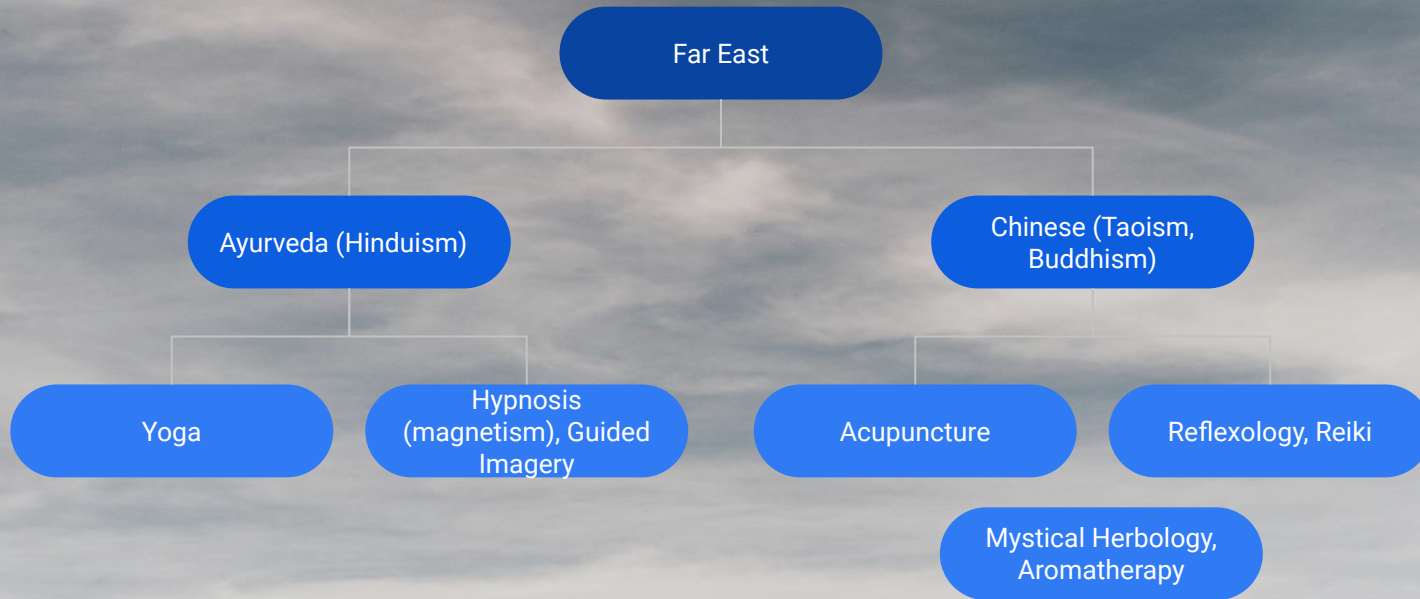 Far East
Ayurveda (Hinduism)
Chinese (Taoism,
Buddhism)
Yoga
Hypnosis
(magnetism), Guided
Imagery
Acupuncture
Reflexology, Reiki
Mystical Herbology,
Aromatherapy